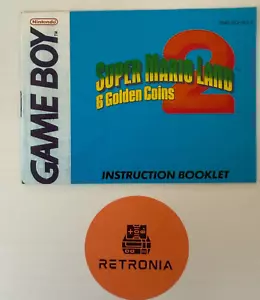 Nintendo
GAME BOY
SUPER MARIO LAND
2
6 Golden Coins
INSTRUCTION BOOKLET
RETRONIA